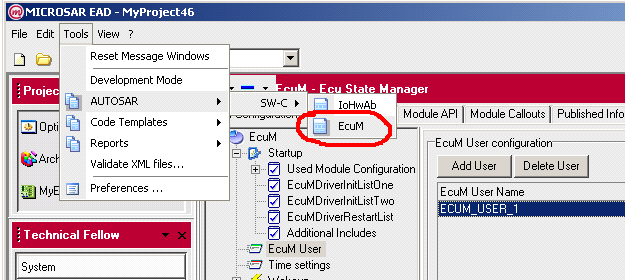 MICROSAR EAD - MyProject46
File Edit Tools View ?
Reset Message Windows
Development Mode
AUTOSAR
Code Templates
Reports
Validate XML files...
Preferences ...
SW-C
IoHwAb
EcuM
Proje
Opti
Arch
MyE
EcuM - Ecu State Manager
Module API
Module Callouts
Published Info
EcuM
Startup
Used Module Configuration
EcuMDriverInitListOne
EcuMDriverInitListTwo
EcuMDriverRestartList
Additional Includes
EcuM User
Time settings
EcuM User configuration
Add User
Delete User
EcuM User Name
ECUM_USER_1
Technical Fellow
System